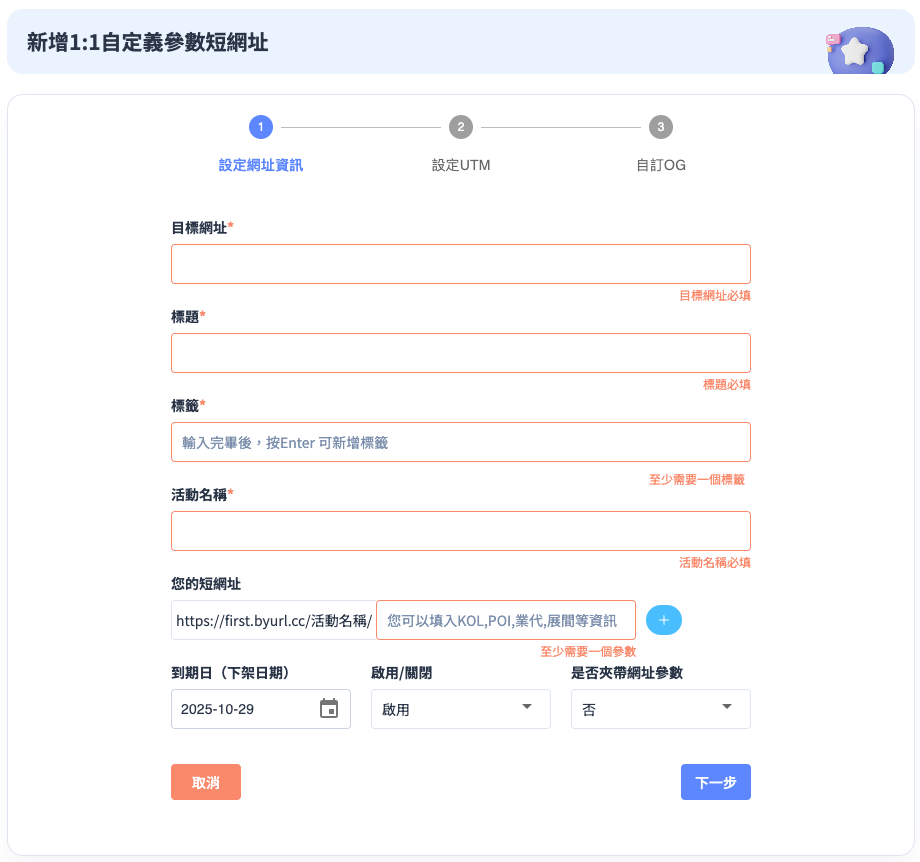 新增1:1自定義參數短網址
1 2 3
設定網址資訊 設定UTM 自訂OG
目標網址*
目標網址必填
標題*
標題必填
標籤*
輸入完畢後，按Enter 可新增標籤
至少需要一個標籤
活動名稱*
活動名稱必填
您的短網址
https://first.byurl.cc/活動名稱/ 您可以填入KOL,POI,業代,展間等資訊 +
至少需要一個參數
到期日（下架日期） 啟用/關閉 是否夾帶網址參數
2025-10-29 啟用 否
取消 下一步